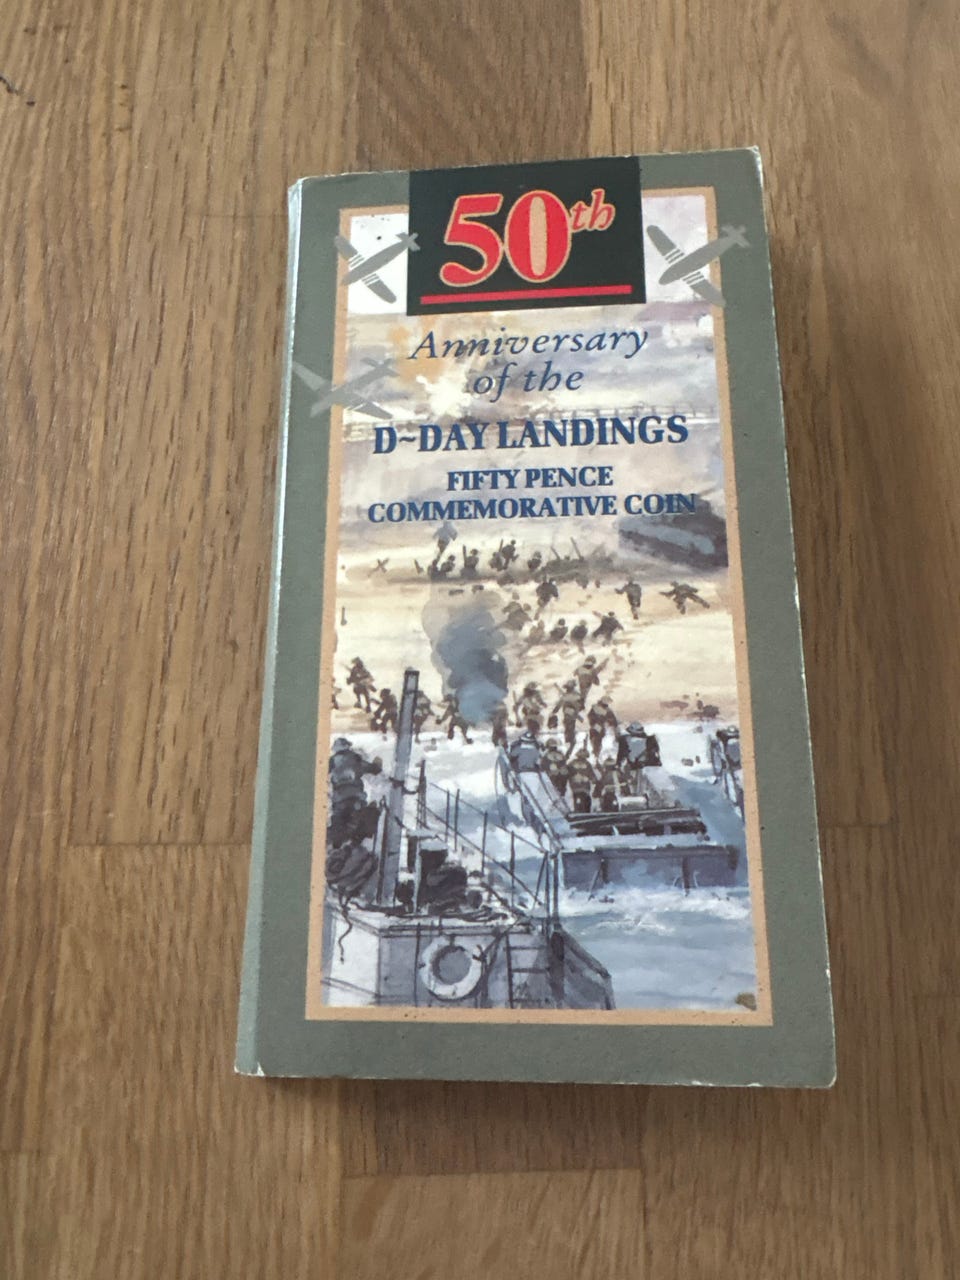 50th
Anniversary
of the
D~DAY LANDINGS
FIFTY PENCE
COMMEMORATIVE COIN